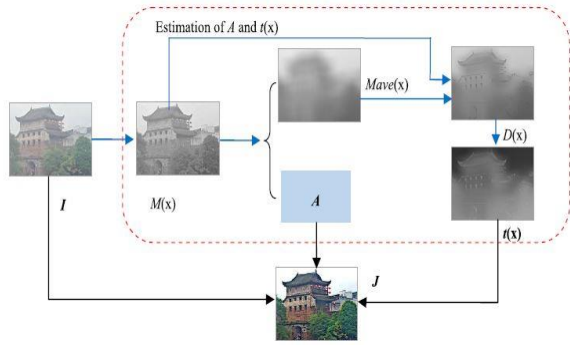 Estimation of A and t(x)
Mave(x)
D(x)
I
M(x)
A
t(x)
J